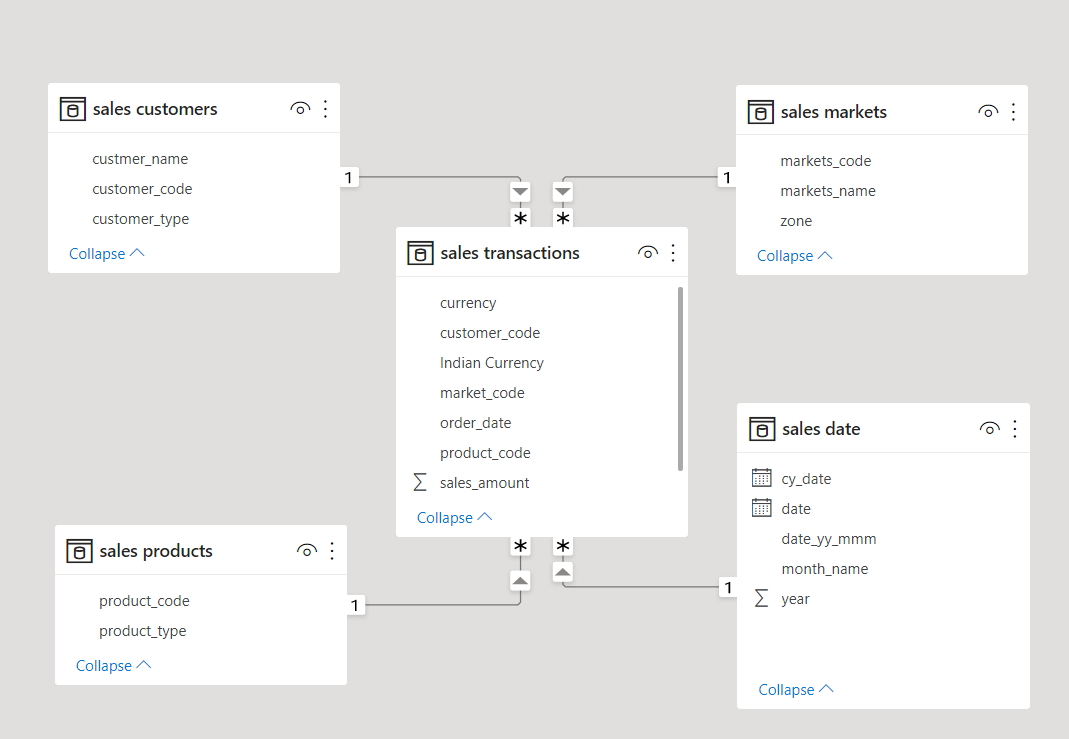 sales customers
custmer_name
customer_code
customer_type
Collapse
1
*
sales markets
markets_code
markets_name
zone
Collapse
1
*
sales transactions
currency
customer_code
Indian Currency
market_code
order_date
product_code
∑ sales_amount
Collapse
sales products
product_code
product_type
Collapse
1
*
sales date
cy_date
date
date_yy_mmm
month_name
∑ year
Collapse
1
*